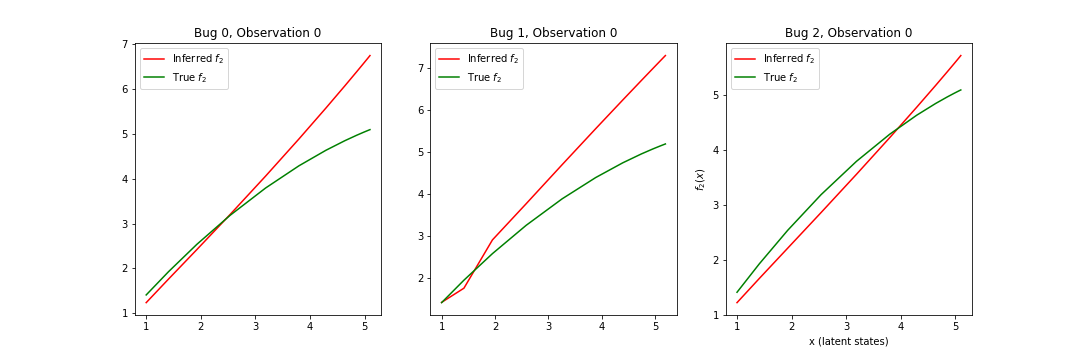 Bug 0, Observation 0
Inferred f₂
True f₂
7
6
5
4
3
2
1
1 2 3 4 5
Bug 1, Observation 0
Inferred f₂
True f₂
7
6
5
4
3
2
1 2 3 4 5
Bug 2, Observation 0
Inferred f₂
True f₂
f₂(x)
5
4
3
2
1
1 2 3 4 5
x (latent states)